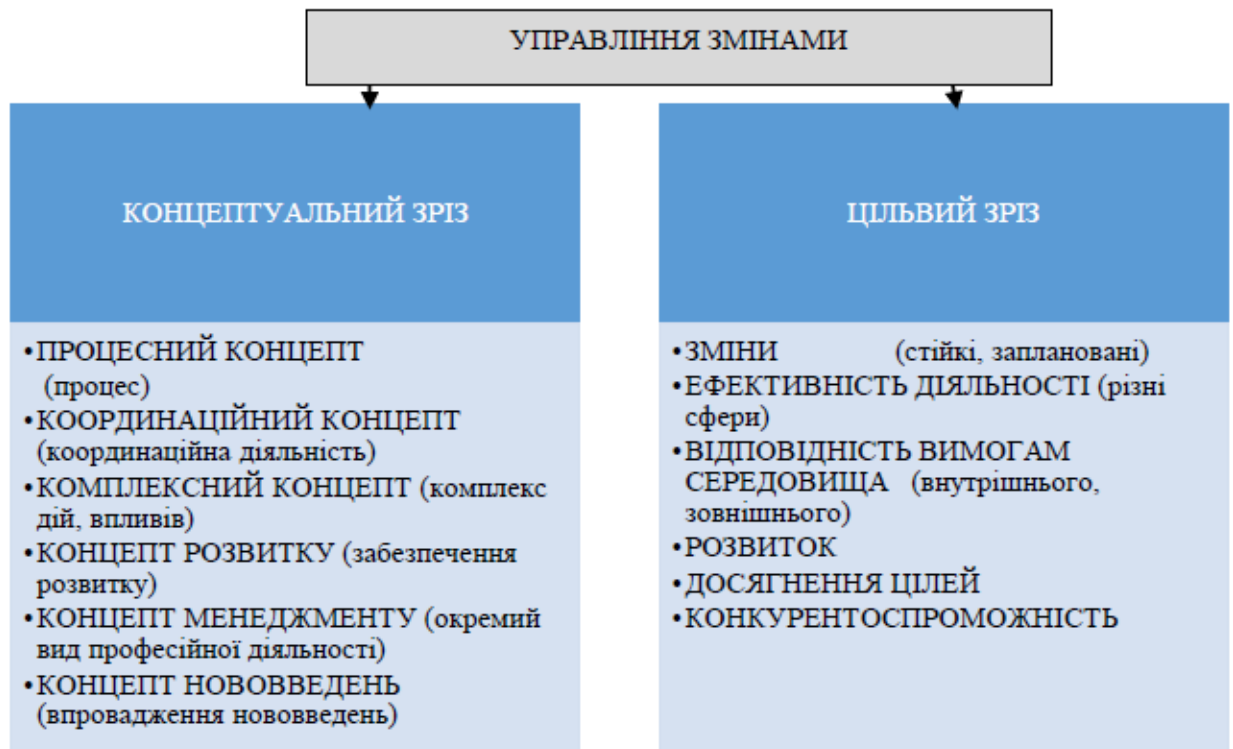 УПРАВЛІННЯ ЗМІНАМИ
КОНЦЕПТУАЛЬНИЙ ЗРІЗ
•ПРОЦЕСНИЙ КОНЦЕПТ
(процес)
•КООРДИНАЦІЙНИЙ КОНЦЕПТ
(координаційна діяльність)
•КОМПЛЕКСНИЙ КОНЦЕПТ (комплекс
дій, впливів)
•КОНЦЕПТ РОЗВИТКУ (забезпечення
розвитку)
•КОНЦЕПТ МЕНЕДЖМЕНТУ (окремий
вид професійної діяльності)
•КОНЦЕПТ НОВОВВЕДЕНЬ
(впровадження нововведень)
ЦІЛЬВИЙ ЗРІЗ
•ЗМІНИ (стійкі, заплановані)
•ЕФЕКТИВНІСТЬ ДІЯЛЬНОСТІ (різні
сфери)
•ВІДПОВІДНІСТЬ ВИМОГАМ
СЕРЕДОВИЩА (внутрішнього,
зовнішнього)
•РОЗВИТОК
•ДОСЯГНЕННЯ ЦІЛЕЙ
•КОНКУРЕНТОСПРОМОЖНІСТЬ